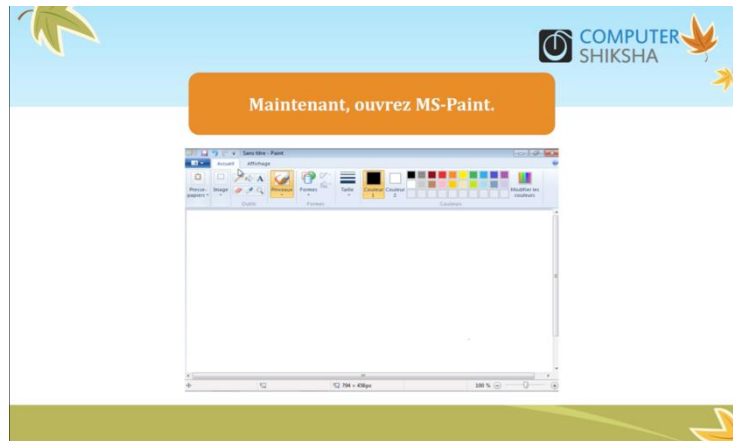 COMPUTER
SHIKSHA
Maintenant, ouvrez MS-Paint.
Sans titre - Paint
Accueil Affichage
Presse-papiers Image Pinceaux Formes Taille Couleur 1 Couleur 2 Modifier les couleurs
Outils Formes Couleurs
794 × 436px 100 %